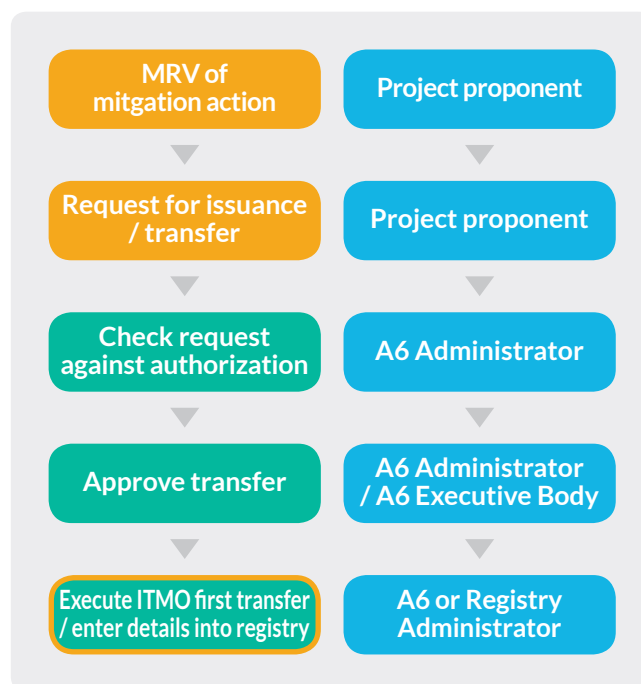 MRV of
mitgation action
Project proponent
Request for issuance
/ transfer
Project proponent
Check request
against authorization
A6 Administrator
Approve transfer
A6 Administrator
/ A6 Executive Body
Execute ITMO first transfer
/ enter details into registry
A6 or Registry
Administrator